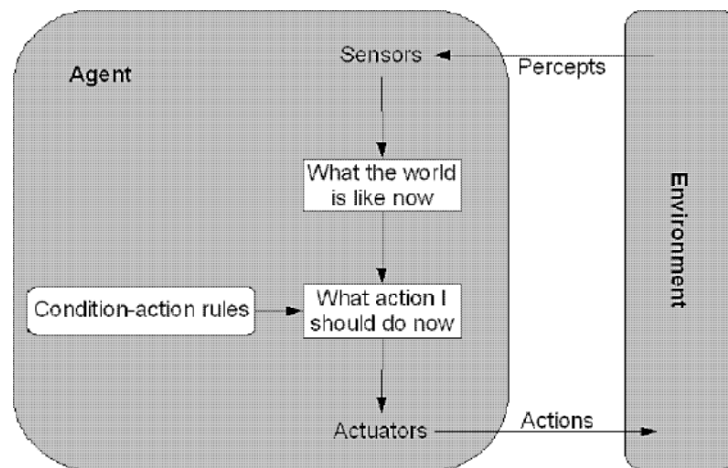 Agent
Sensors
Percepts
What the world
is like now
Environment
Condition-action rules
What action I
should do now
Actuators
Actions